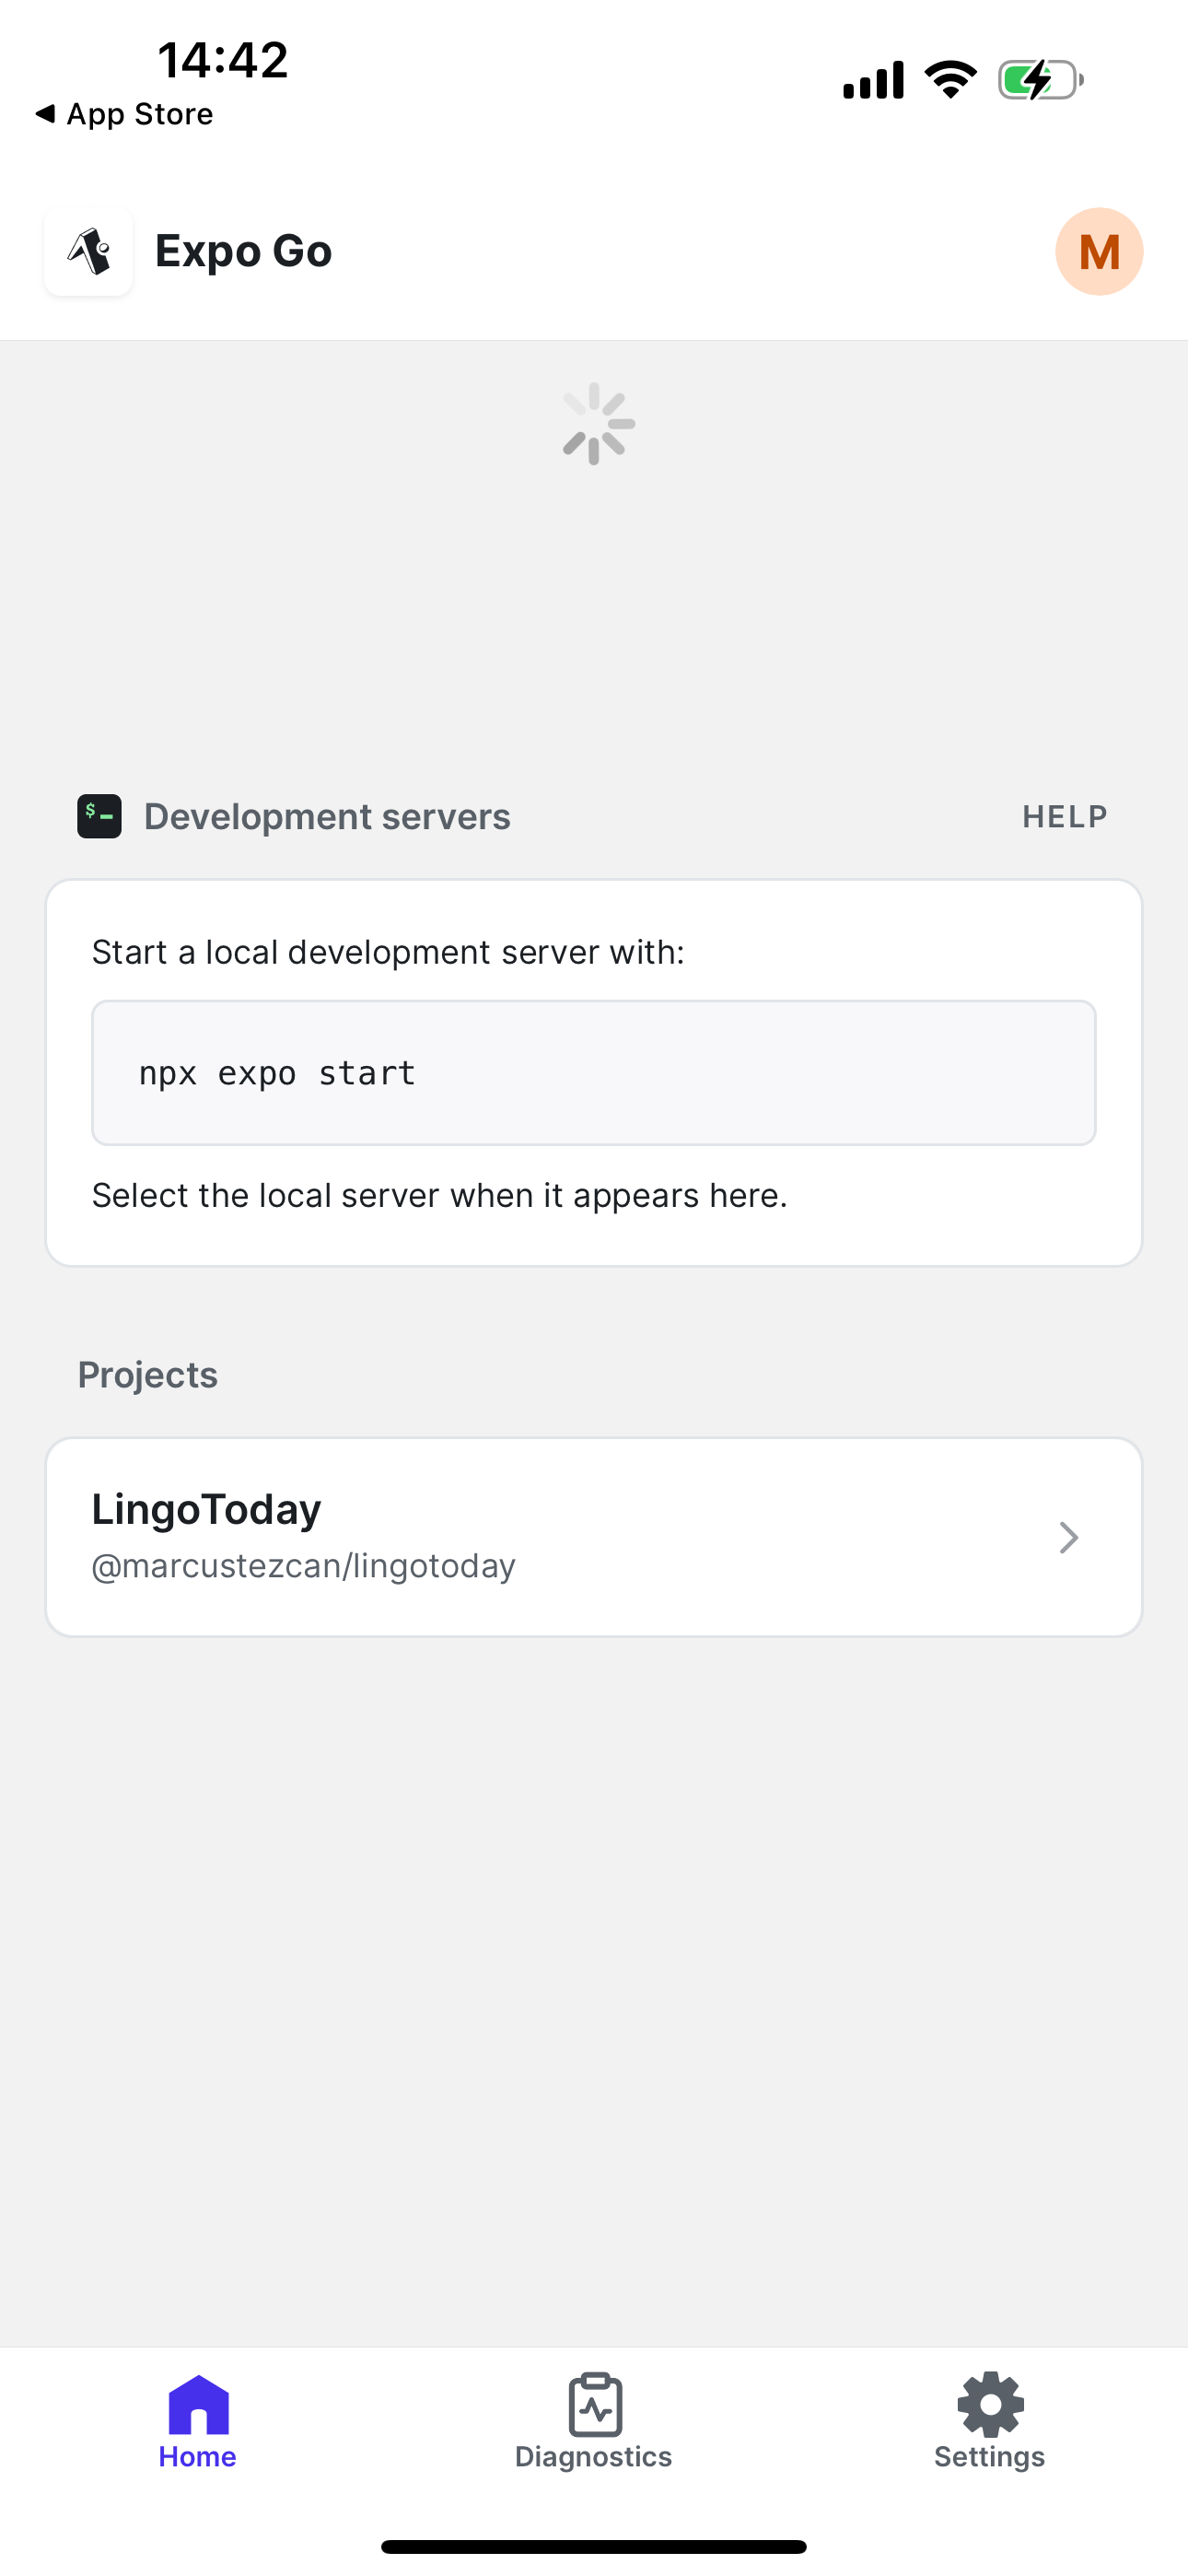 14:42
◀ App Store
Expo Go
M
$
Development servers
HELP
Start a local development server with:
npx expo start
Select the local server when it appears here.
Projects
LingoToday
@marcustezcan/lingotoday
Home
Diagnostics
Settings